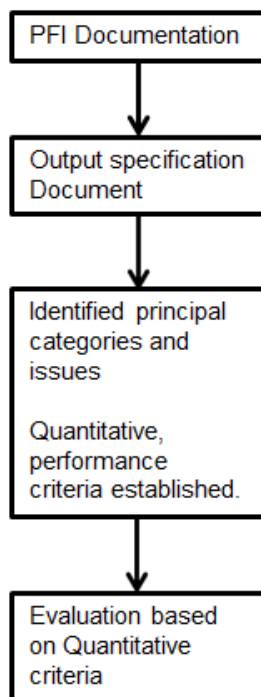 PFI Documentation
Output specification
Document
Identified principal
categories and
issues
Quantitative,
performance
criteria established.
Evaluation based
on Quantitative
criteria